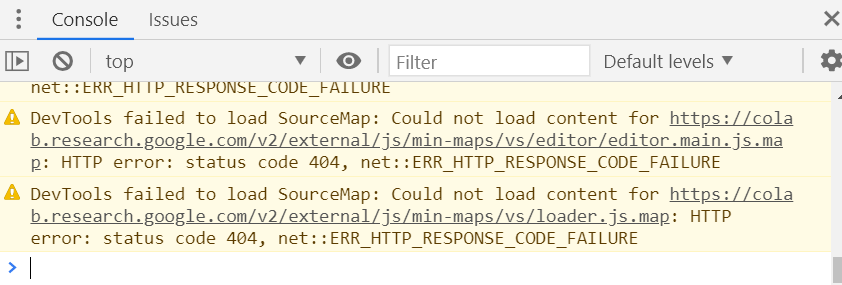 Console Issues
top Filter Default levels
net::ERR_HTTP_RESPONSE_CODE_FAILURE
DevTools failed to load SourceMap: Could not load content for https://cola
b.research.google.com/v2/external/js/min-maps/vs/editor/editor.main.js.ma
p: HTTP error: status code 404, net::ERR_HTTP_RESPONSE_CODE_FAILURE
DevTools failed to load SourceMap: Could not load content for https://cola
b.research.google.com/v2/external/js/min-maps/vs/loader.js.map: HTTP
error: status code 404, net::ERR_HTTP_RESPONSE_CODE_FAILURE